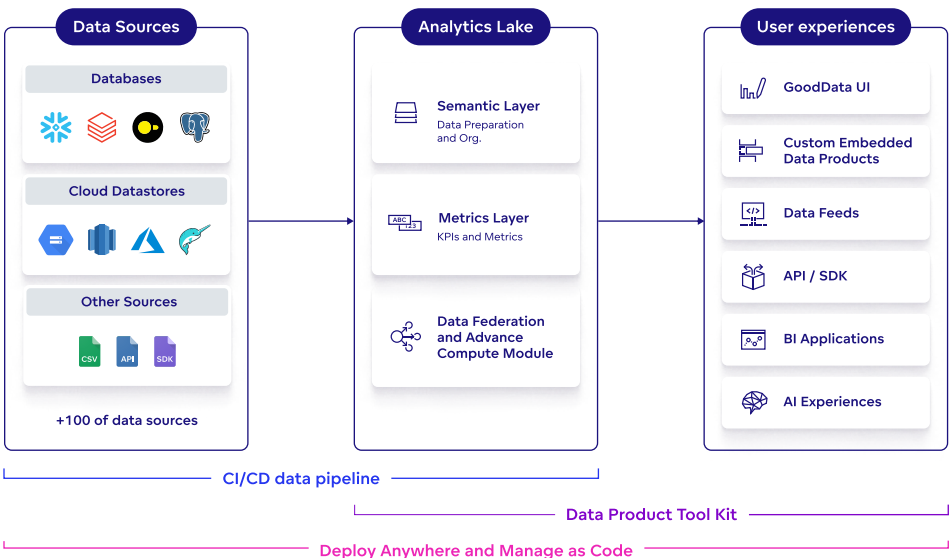 Data Sources
Databases
Cloud Datastores
Other Sources
CSV
API
SDK
+100 of data sources
Analytics Lake
Semantic Layer
Data Preparation
and Org.
ABC
123
Metrics Layer
KPIs and Metrics
Data Federation
and Advance
Compute Module
User experiences
GoodData UI
Custom Embedded
Data Products
</>
Data Feeds
API / SDK
BI Applications
AI Experiences
CI/CD data pipeline
Data Product Tool Kit
Deploy Anywhere and Manage as Code